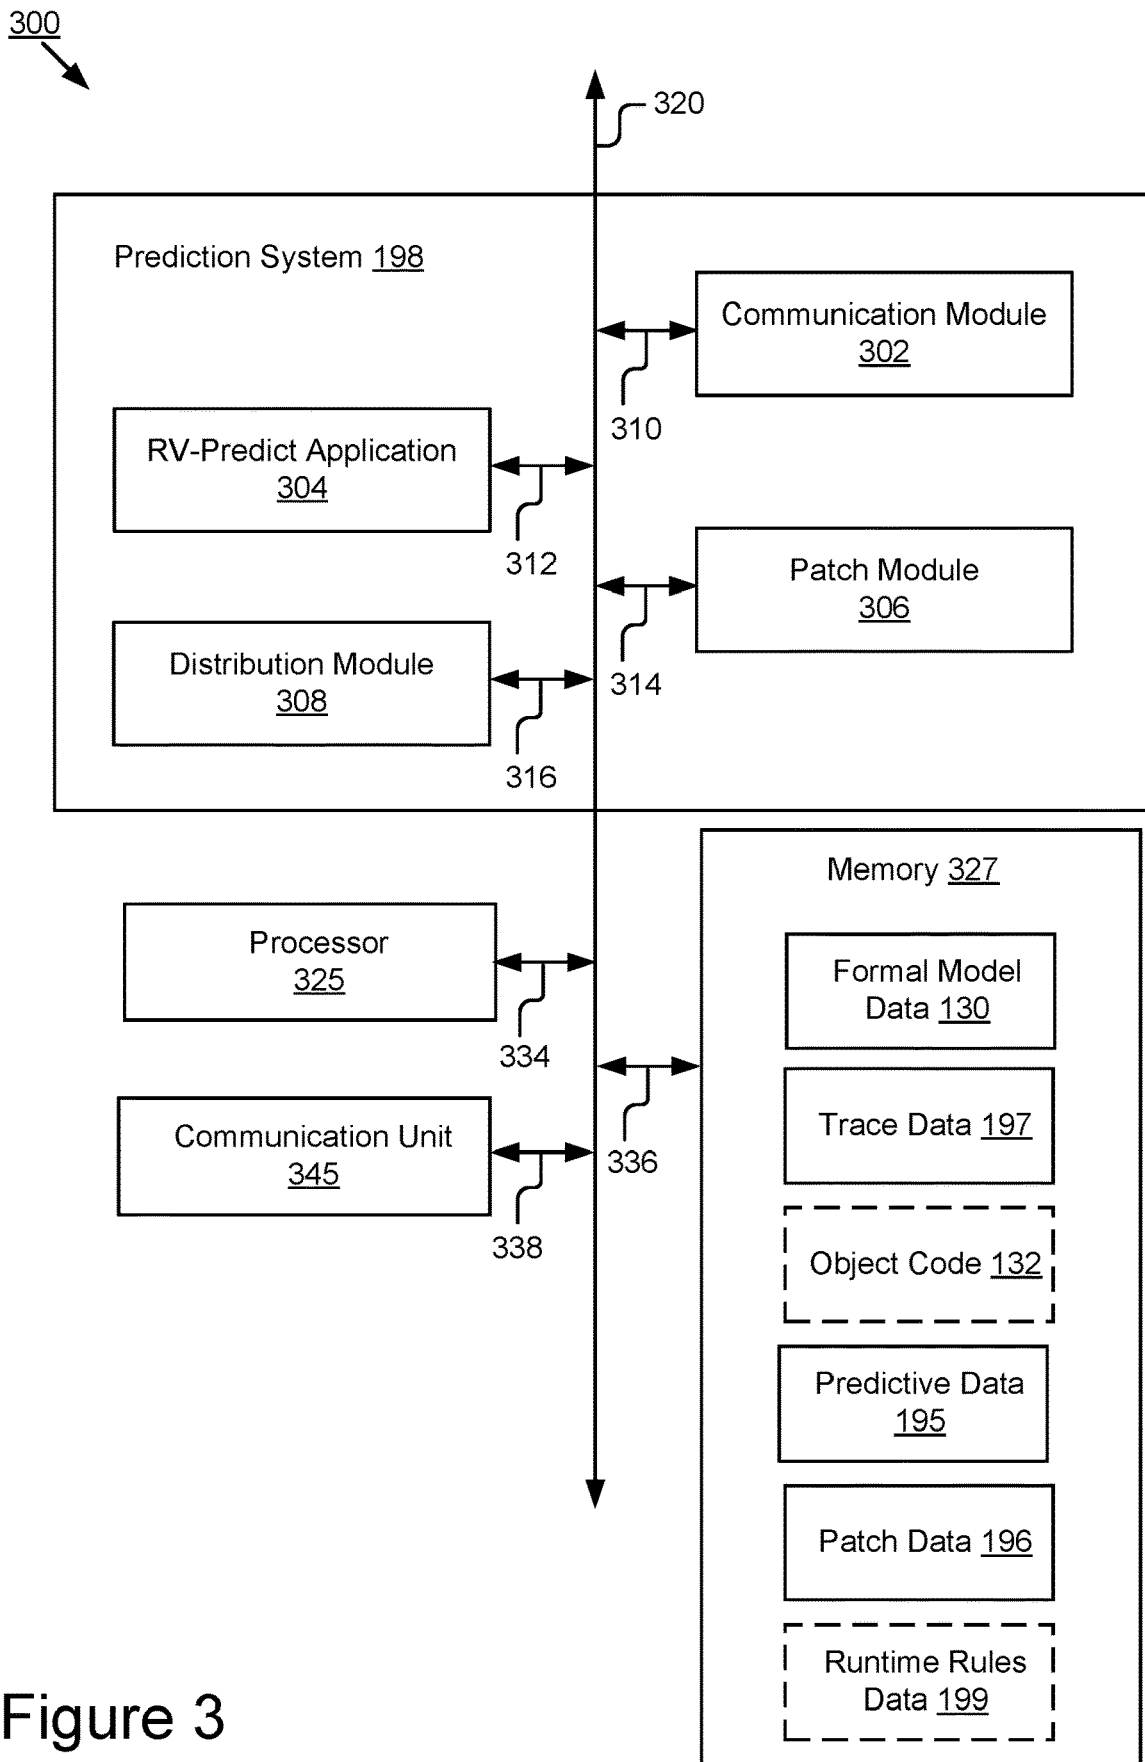 300
320
Prediction System 198
Communication Module
302
310
RV-Predict Application
304
312
Patch Module
306
314
Distribution Module
308
316
Memory 327
Processor
325
334
Formal Model
Data 130
336
Trace Data 197
Communication Unit
345
338
Object Code 132
Predictive Data
195
Patch Data 196
Runtime Rules
Data 199
Figure 3